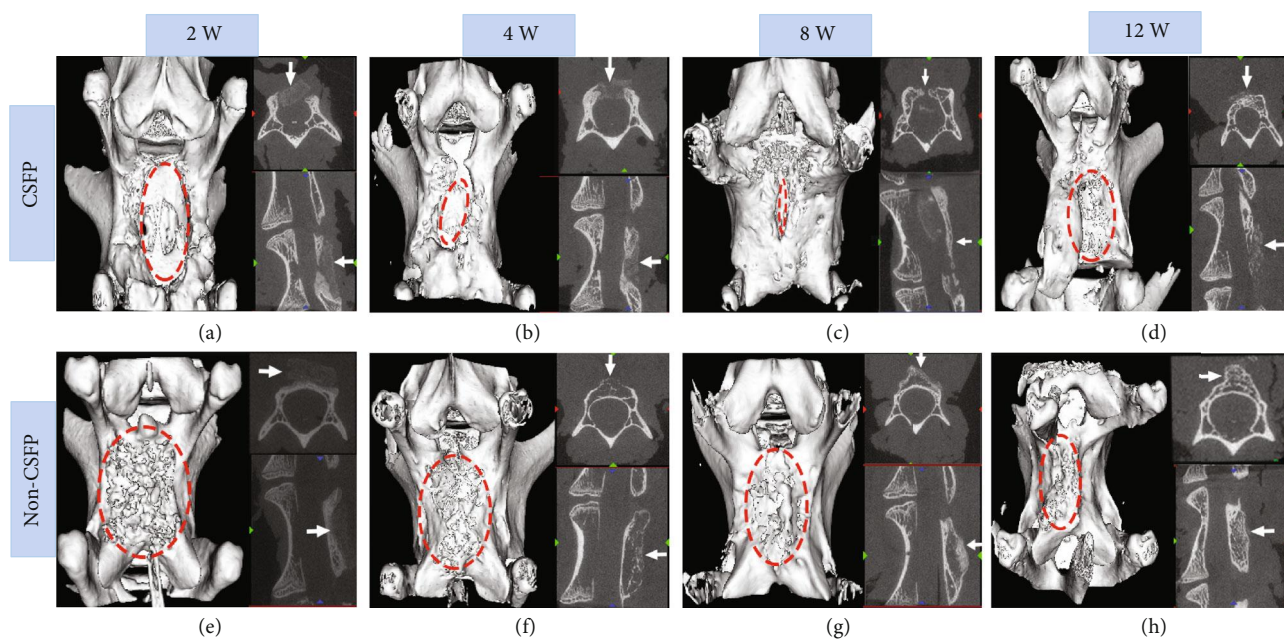 2 W
4 W
8 W
12 W
CSFP
(a)
(b)
(c)
(d)
Non-CSFP
(e)
(f)
(g)
(h)